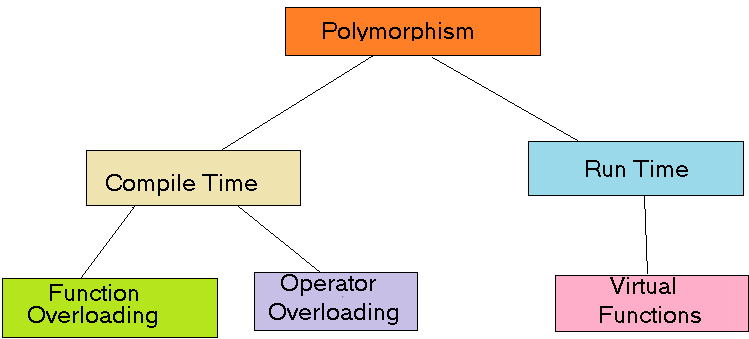 Polymorphism
Compile Time
Run Time
Function
Overloading
Operator
Overloading
Virtual
Functions